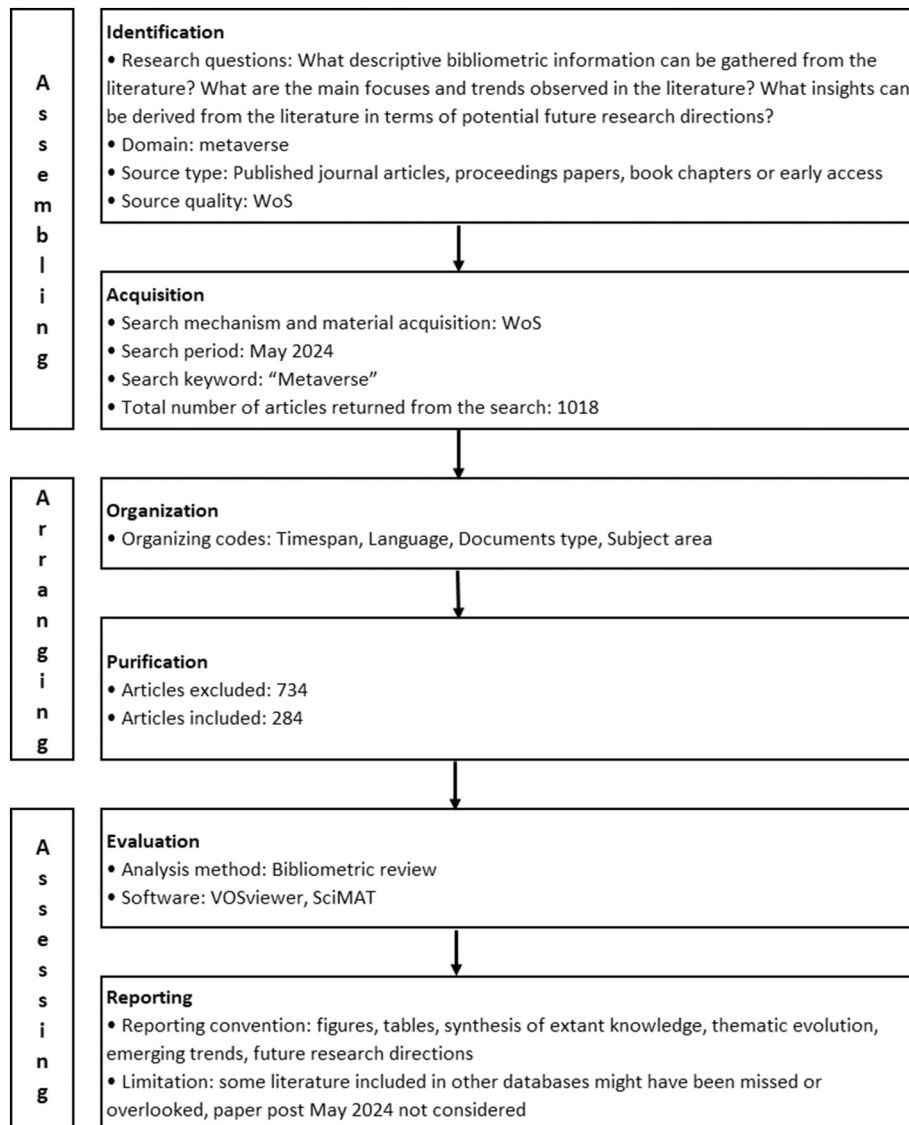 Assembling
Identification
• Research questions: What descriptive bibliometric information can be gathered from the
literature? What are the main focuses and trends observed in the literature? What insights can
be derived from the literature in terms of potential future research directions?
• Domain: metaverse
• Source type: Published journal articles, proceedings papers, book chapters or early access
• Source quality: WoS
Acquisition
• Search mechanism and material acquisition: WoS
• Search period: May 2024
• Search keyword: “Metaverse”
• Total number of articles returned from the search: 1018
Arranging
Organization
• Organizing codes: Timespan, Language, Documents type, Subject area
Purification
• Articles excluded: 734
• Articles included: 284
Assessing
Evaluation
• Analysis method: Bibliometric review
• Software: VOSviewer, SciMAT
Reporting
• Reporting convention: figures, tables, synthesis of extant knowledge, thematic evolution,
emerging trends, future research directions
• Limitation: some literature included in other databases might have been missed or
overlooked, paper post May 2024 not considered